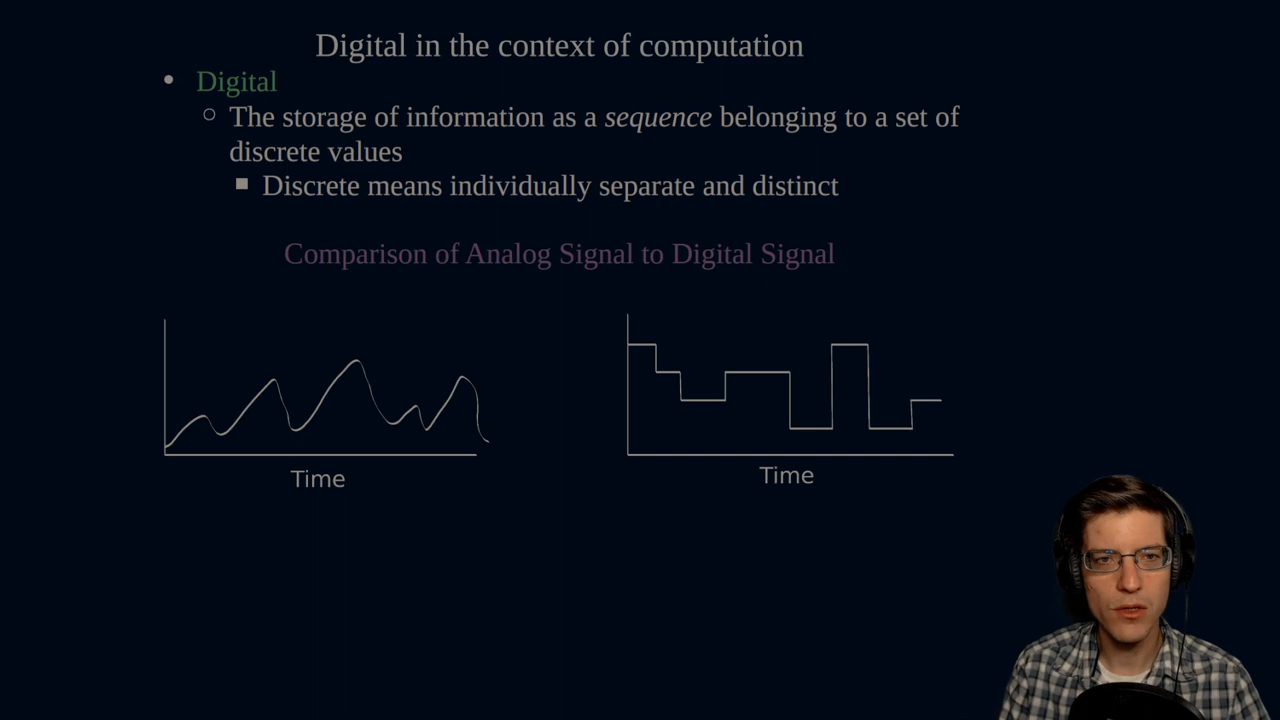 Digital in the context of computation
Digital
The storage of information as a sequence belonging to a set of
discrete values
Discrete means individually separate and distinct
Comparison of Analog Signal to Digital Signal
Time
Time